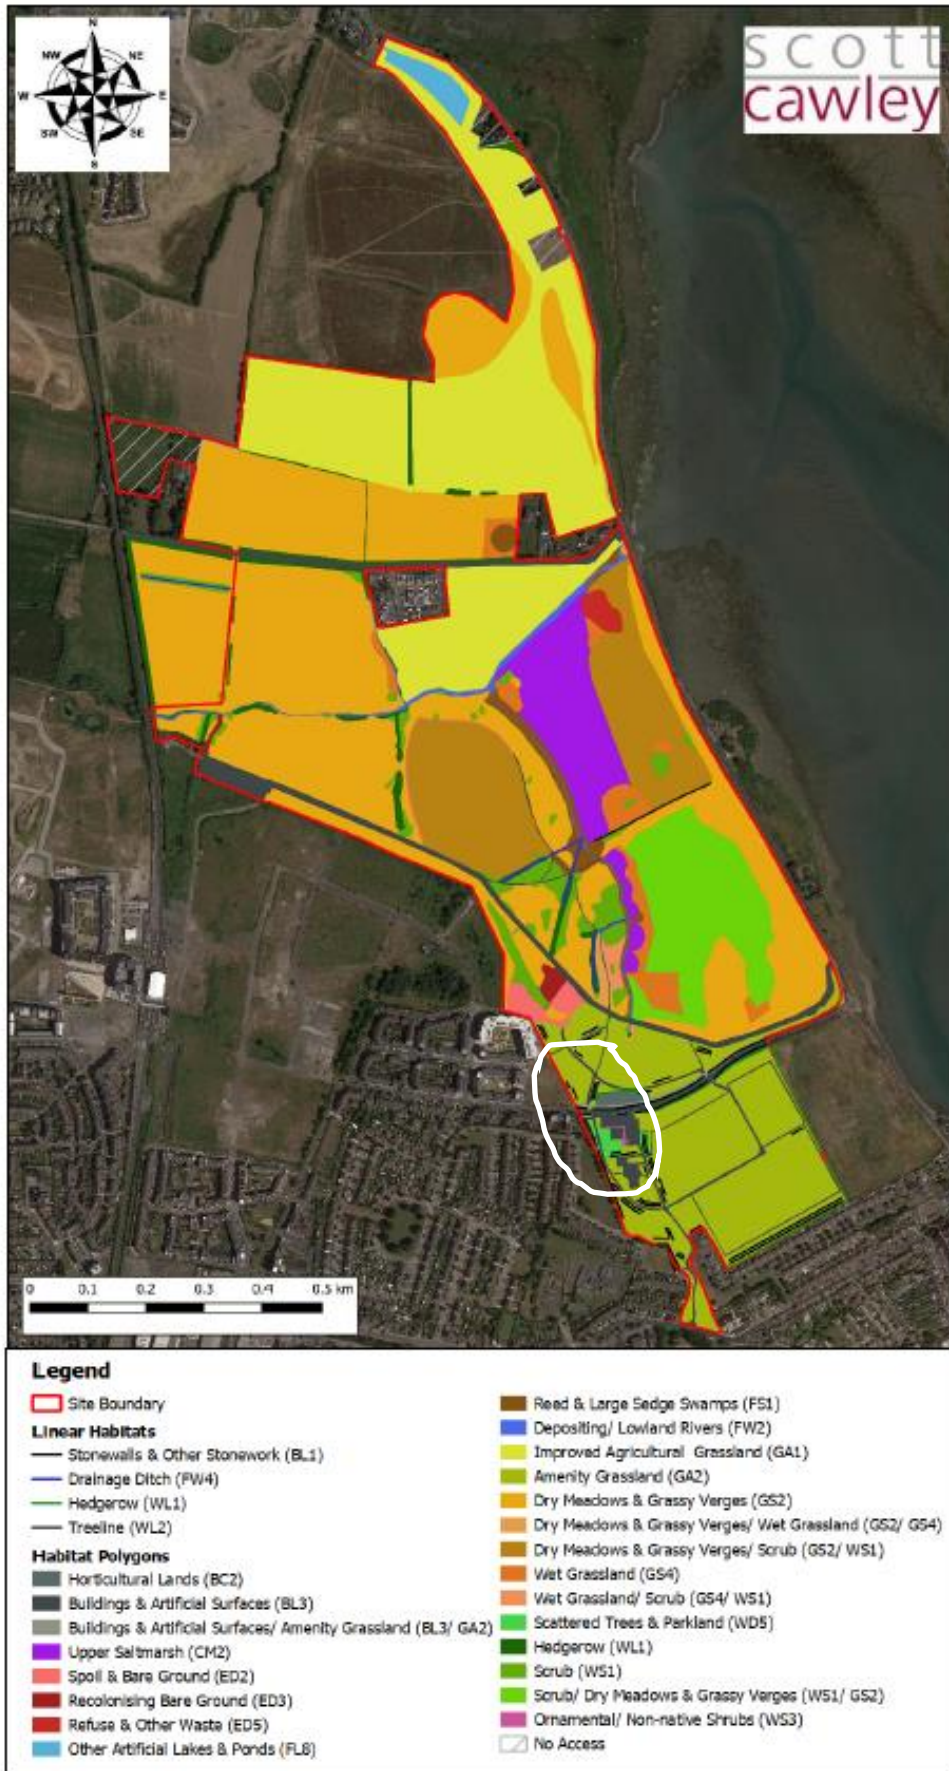 N
NW NE
W E
SW SE
S
scott
cawley
0 0.1 0.2 0.3 0.4 0.5 km
Legend
Site Boundary
Linear Habitats
Stonewalls & Other Stonework (BL1)
Drainage Ditch (FW4)
Hedgerow (WL1)
Treeline (WL2)
Habitat Polygons
Horticultural Lands (BC2)
Buildings & Artificial Surfaces (BL3)
Buildings & Artificial Surfaces/ Amenity Grassland (BL3/ GA2)
Upper Saltmarsh (CM2)
Spoil & Bare Ground (ED2)
Recolonising Bare Ground (ED3)
Refuse & Other Waste (ED5)
Other Artificial Lakes & Ponds (FL8)
Reed & Large Sedge Swamps (FS1)
Depositing/ Lowland Rivers (FW2)
Improved Agricultural Grassland (GA1)
Amenity Grassland (GA2)
Dry Meadows & Grassy Verges (GS2)
Dry Meadows & Grassy Verges/ Wet Grassland (GS2/ GS4)
Dry Meadows & Grassy Verges/ Scrub (GS2/ WS1)
Wet Grassland (GS4)
Wet Grassland/ Scrub (GS4/ WS1)
Scattered Trees & Parkland (WD5)
Hedgerow (WL1)
Scrub (WS1)
Scrub/ Dry Meadows & Grassy Verges (WS1/ GS2)
Ornamental/ Non-native Shrubs (WS3)
No Access